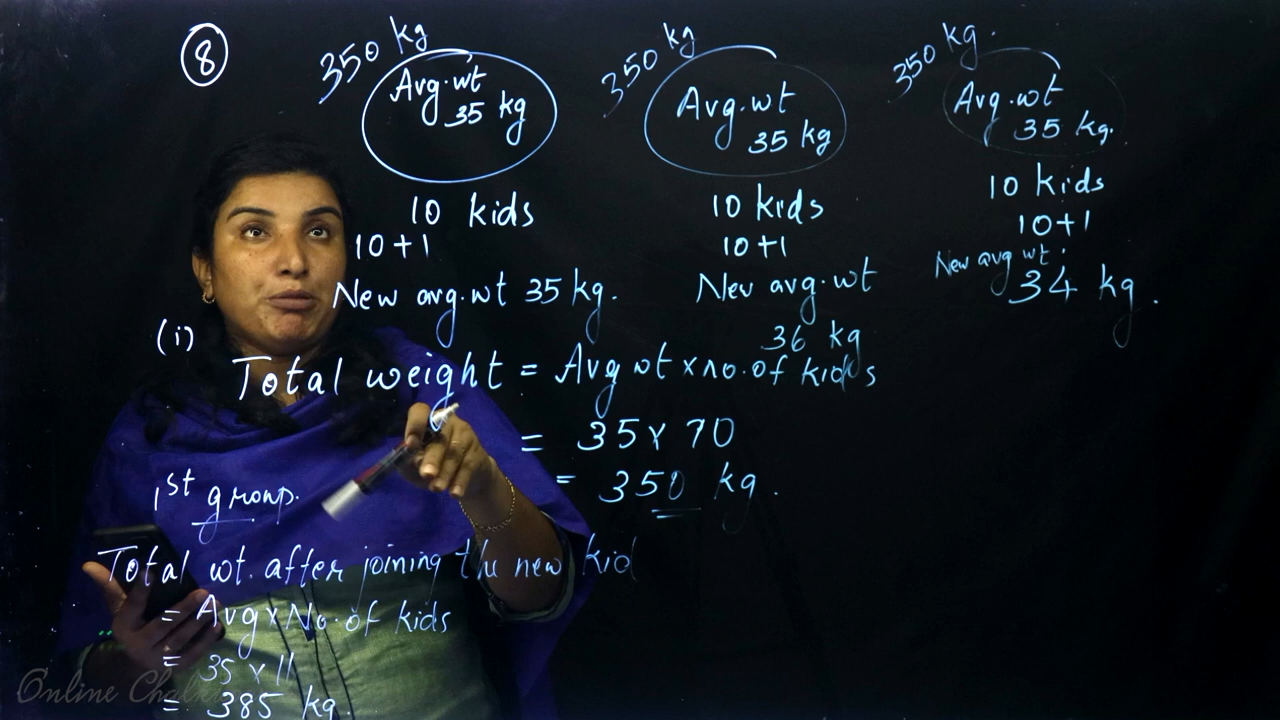 8
350 kg
Avg.wt
35 kg
10 kids
10+1
New avg.wt 35 kg.
350 kg
Avg.wt
35 kg
10 kids
10+1
New avg.wt
36 kg
350 kg.
Avg.wt
35 kg.
10 kids
10+1
New avg wt.
34 kg.
(i)
Total weight = Avg wt × no. of kids
= 35 × 10
= 350 kg.
1st group.
Total wt. after joining the new kid
= Avg × No. of kids
= 35 × 11
= 385 kg.
Online Chalk